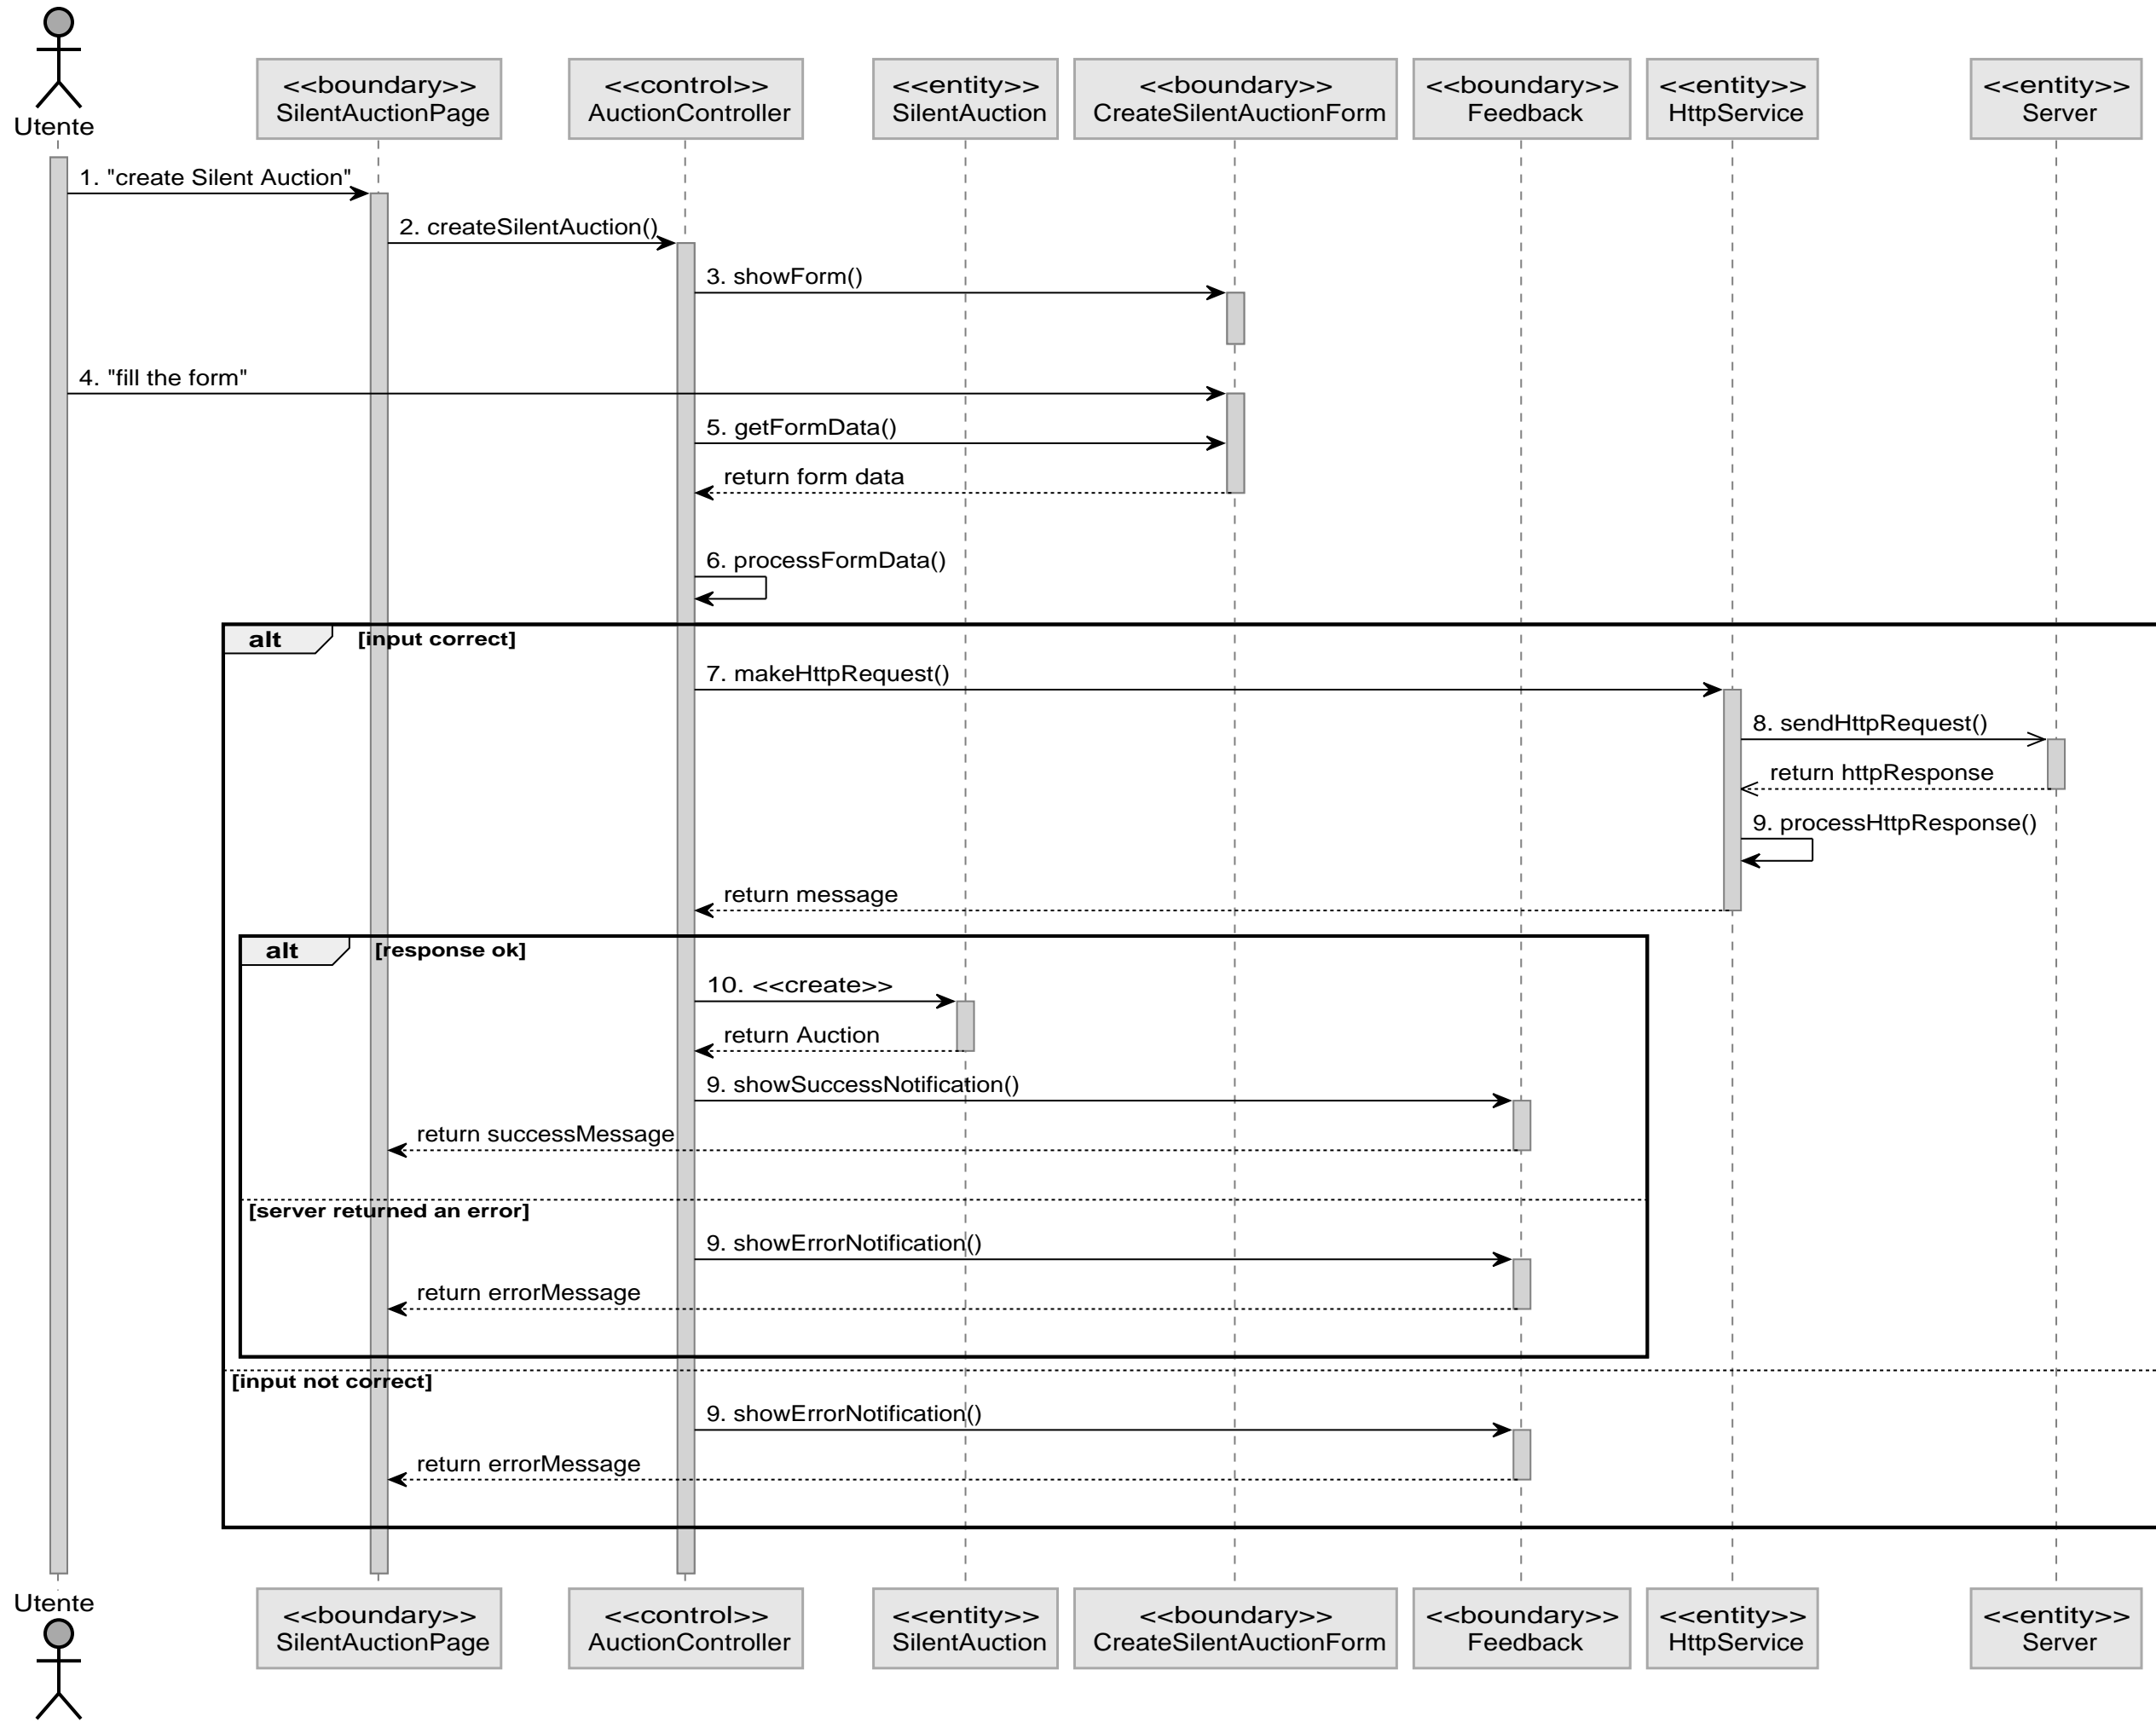 Utente
<<boundary>>
SilentAuctionPage
<<control>>
AuctionController
<<entity>>
SilentAuction
<<boundary>>
CreateSilentAuctionForm
<<boundary>>
Feedback
<<entity>>
HttpService
<<entity>>
Server
1. "create Silent Auction"
2. createSilentAuction()
3. showForm()
4. "fill the form"
5. getFormData()
return form data
6. processFormData()
alt [input correct]
7. makeHttpRequest()
8. sendHttpRequest()
return httpResponse
9. processHttpResponse()
return message
alt [response ok]
10. <<create>>
return Auction
9. showSuccessNotification()
return successMessage
[server returned an error]
9. showErrorNotification()
return errorMessage
[input not correct]
9. showErrorNotification()
return errorMessage
Utente
<<boundary>>
SilentAuctionPage
<<control>>
AuctionController
<<entity>>
SilentAuction
<<boundary>>
CreateSilentAuctionForm
<<boundary>>
Feedback
<<entity>>
HttpService
<<entity>>
Server